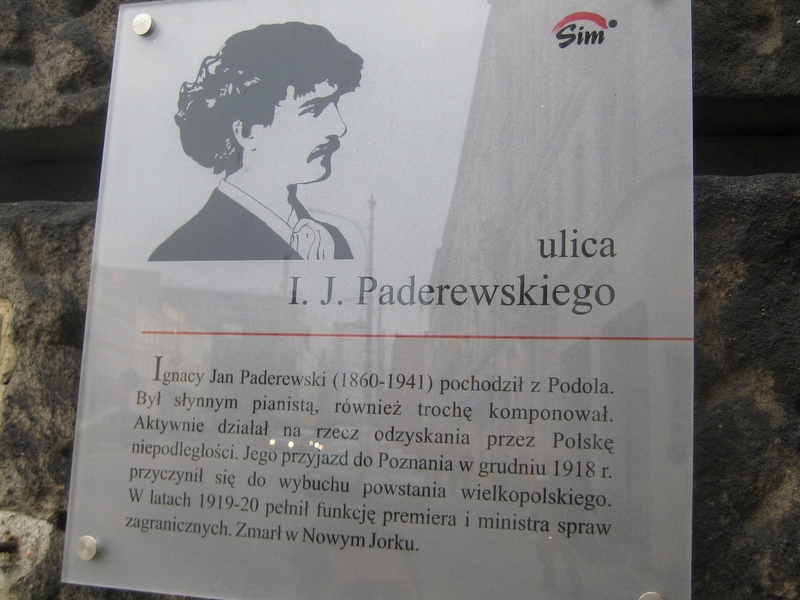 Sim
ulica
I. J. Paderewskiego
Ignacy Jan Paderewski (1860-1941) pochodził z Podola.
Był słynnym pianistą, również trochę komponował.
Aktywnie działał na rzecz odzyskania przez Polskę
niepodległości. Jego przyjazd do Poznania w grudniu 1918 r.
przyczynił się do wybuchu powstania wielkopolskiego.
W latach 1919-20 pełnił funkcję premiera i ministra spraw
zagranicznych. Zmarł w Nowym Jorku.